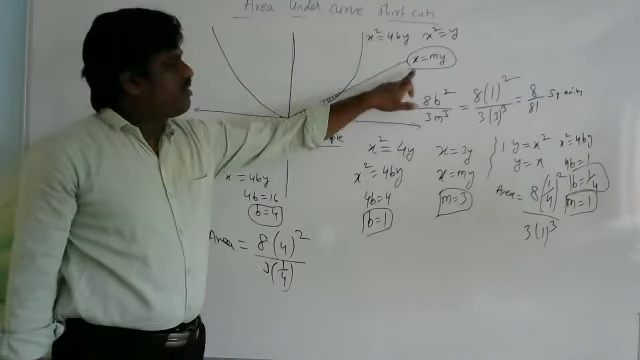 Area Under curve Short cuts
x²=4by x²=y
x=my
8b²/3m³ = 8(1)²/3(3)³ = 8/81 Sq units
x²=4y x=3y
x²=4by x=my
4b=4 m=3
b=1
x=4by
4b=16
b=4
Area = 8(4)²/3(1/4)
1 y=x² x²=4by
y=x 4b=1
b=1/4
m=1
Area = 8(1/4)²/3(1)³